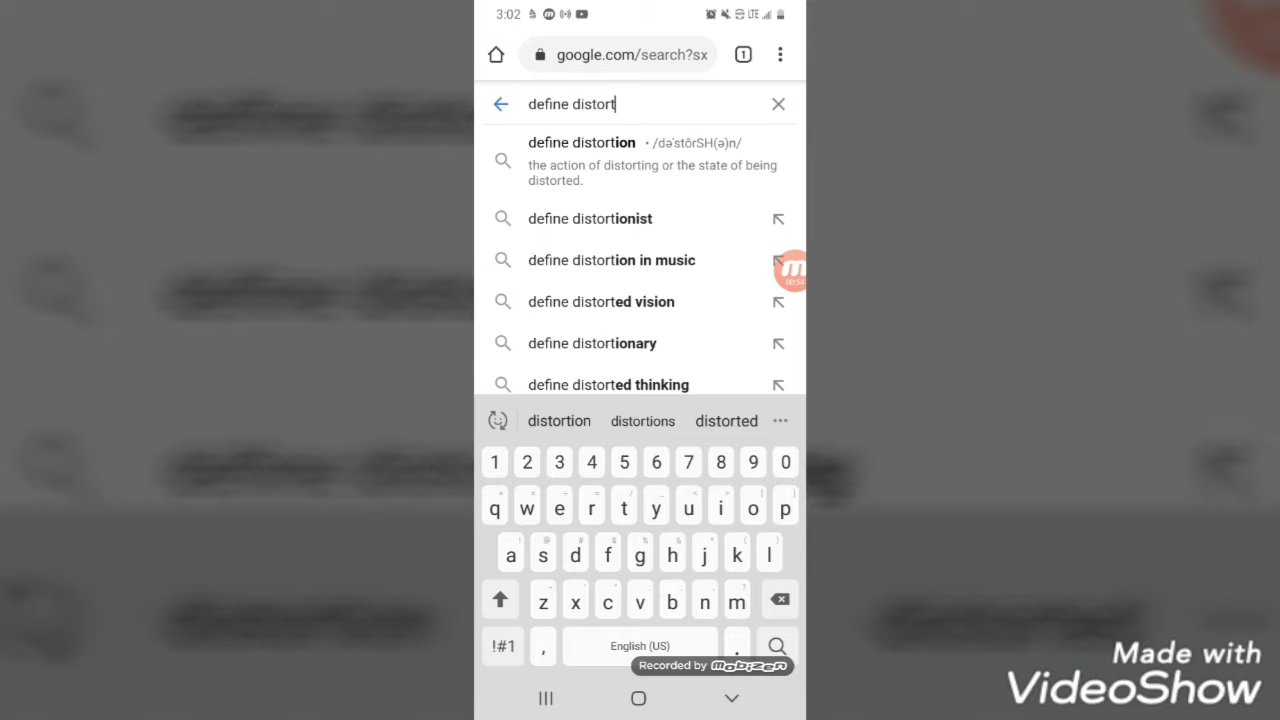 3:02 LTE
google.com/search?sx 1
define distort
define distortion • /dəˈstôrSH(ə)n/
the action of distorting or the state of being
distorted.
define distortionist
define distortion in music
00:54
define distorted vision
define distortionary
define distorted thinking
distortion distortions distorted
1 2 3 4 5 6 7 8 9 0
q w e r t y u i o p
a s d f g h j k l
z x c v b n m
!#1 , English (US) .
Recorded by mobizen
Made with
VideoShow